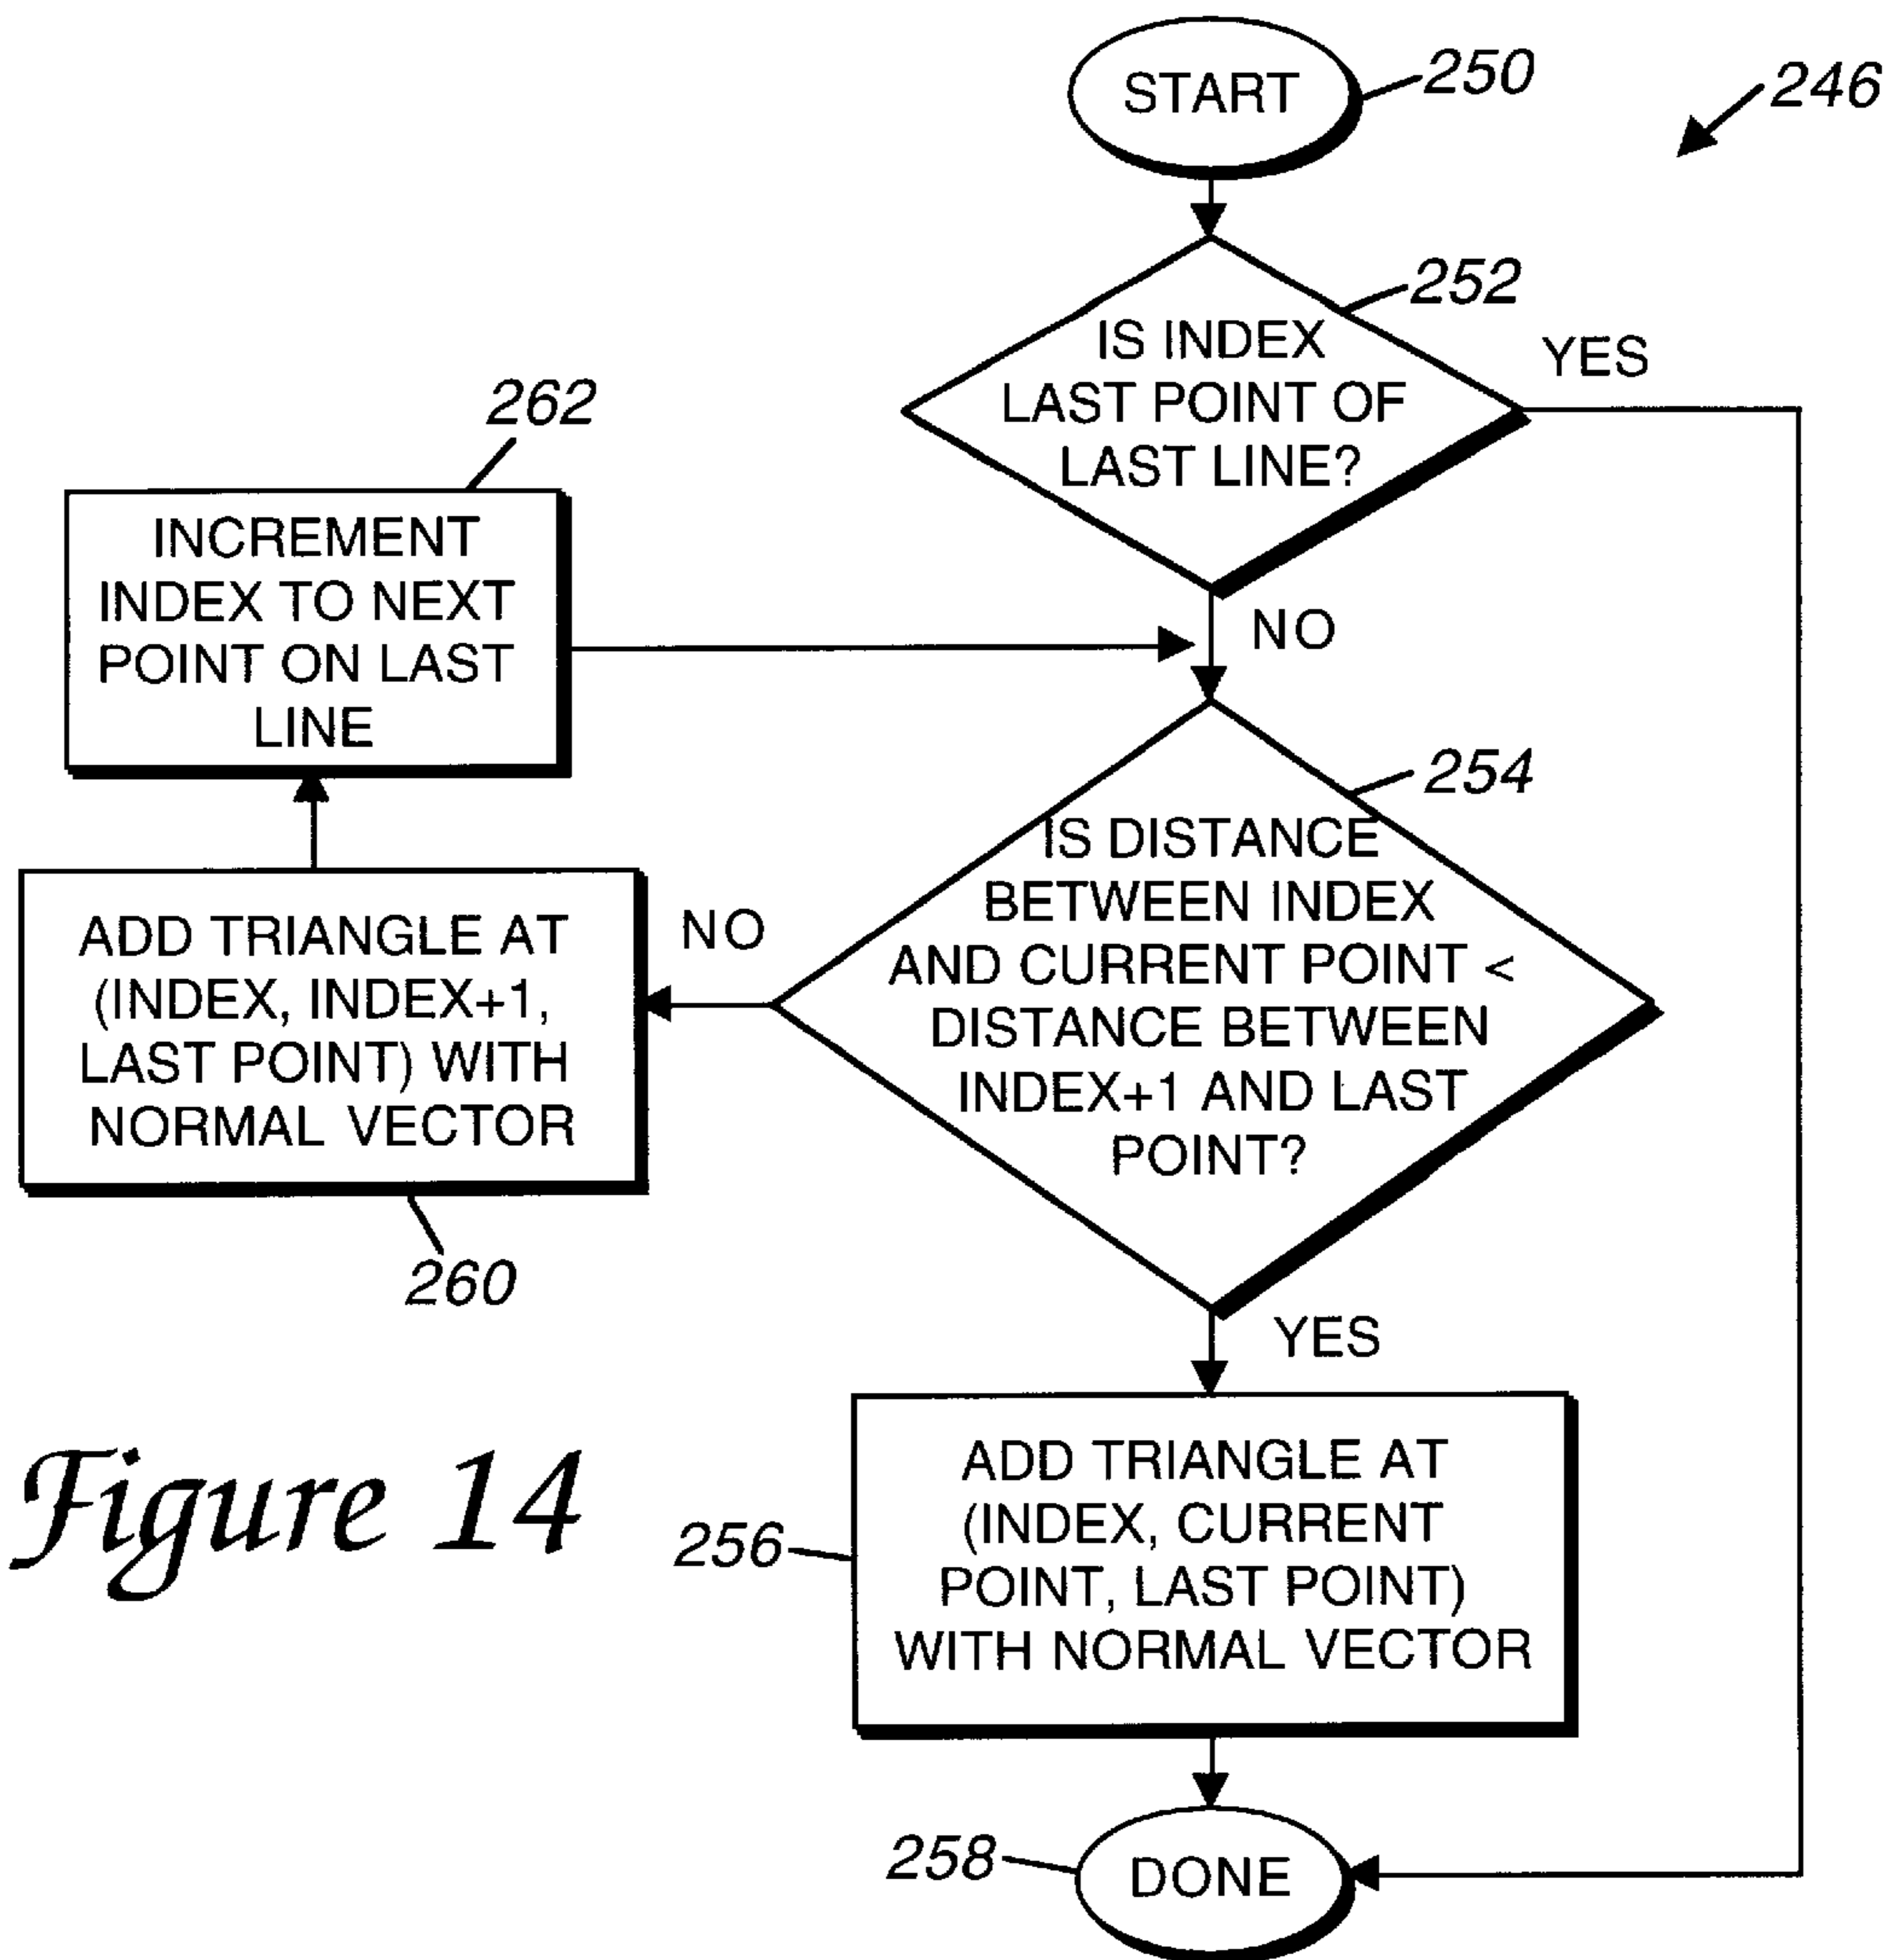 START
250
246
252
IS INDEX
LAST POINT OF
LAST LINE?
YES
262
INCREMENT
INDEX TO NEXT
POINT ON LAST
LINE
NO
254
IS DISTANCE
BETWEEN INDEX
AND CURRENT POINT <
DISTANCE BETWEEN
INDEX+1 AND LAST
POINT?
NO
ADD TRIANGLE AT
(INDEX, INDEX+1,
LAST POINT) WITH
NORMAL VECTOR
260
YES
ADD TRIANGLE AT
(INDEX, CURRENT
POINT, LAST POINT)
WITH NORMAL VECTOR
256
Figure 14
258
DONE